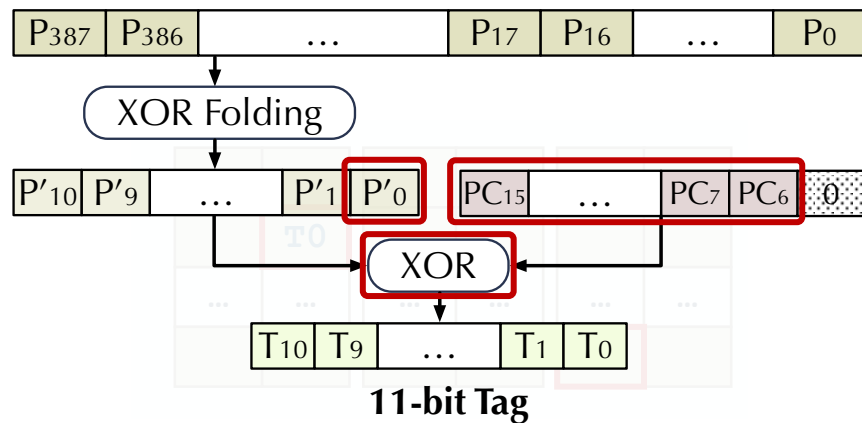 P387 P386 ... P17 P16 ... P0
XOR Folding
P'10 P'9 ... P'1 P'0 PC15 ... PC7 PC6 0
T0
XOR
... ... ... ... ...
T10 T9 ... T1 T0
11-bit Tag